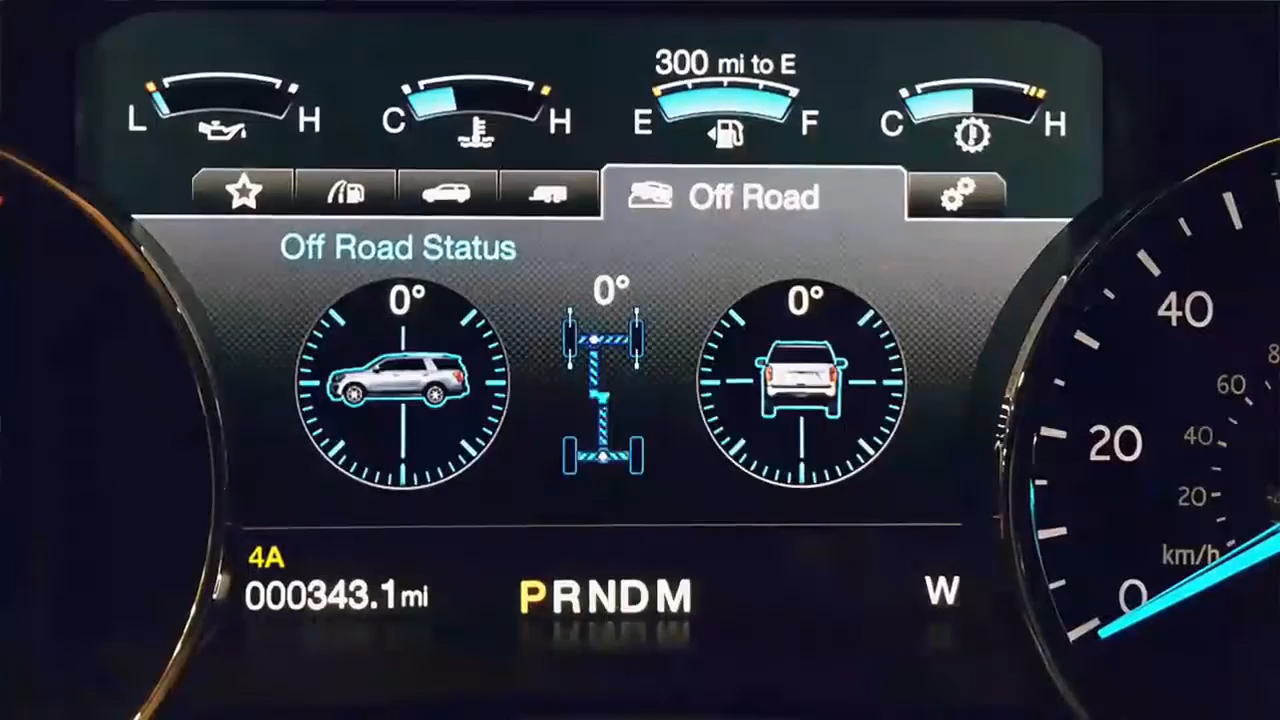 300 mi to E
L H C H E F C H
Off Road
Off Road Status
0° 0° 0°
4A
000343.1mi PRNDM W
40
20
0
60
40
20
km/h
8